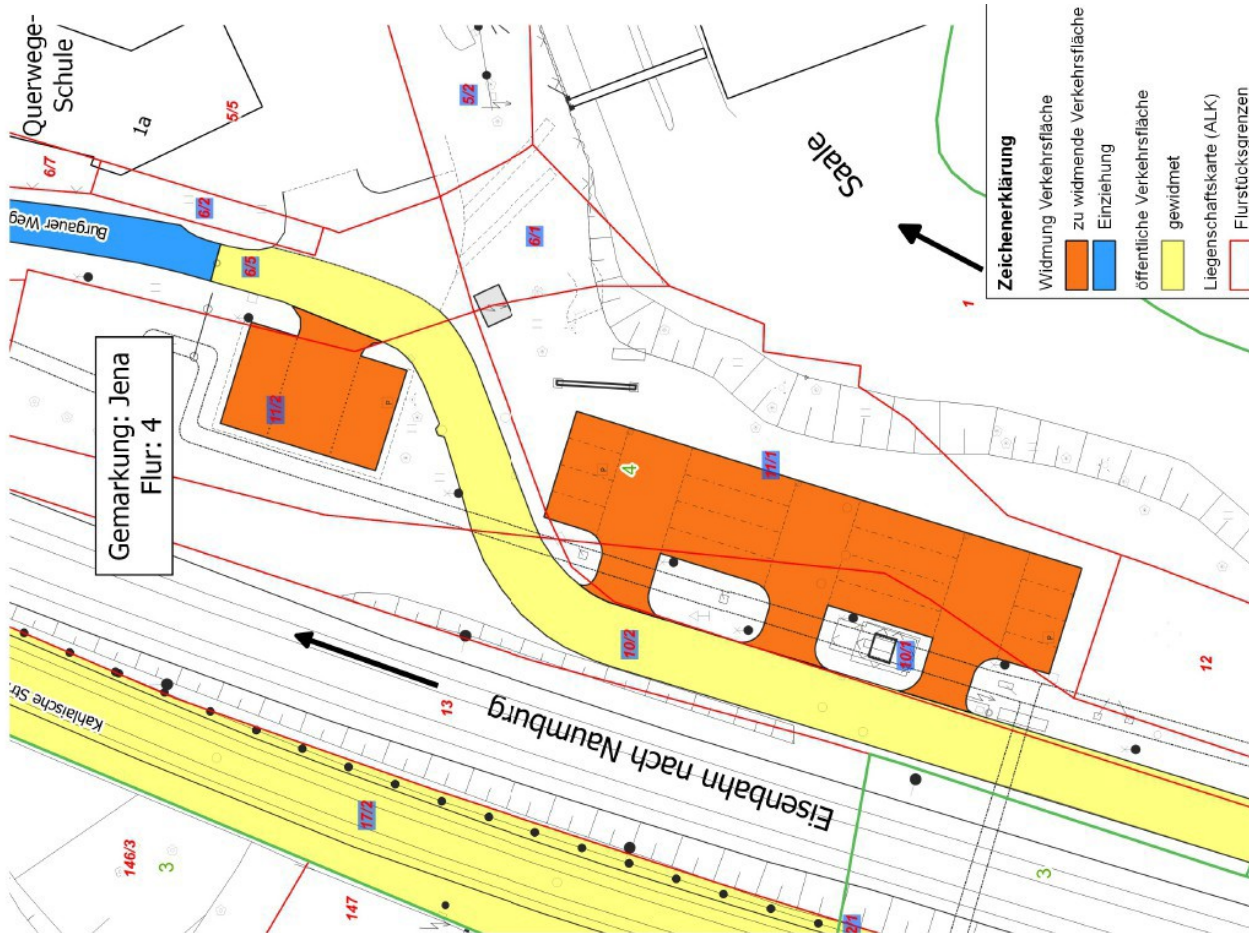 Querwege-
Schule
1a
5/5
5/2
6/7
6/2
Burgauer Weg
6/5
6/1
Saale
Gemarkung: Jena
Flur: 4
11/2
P
P
4
11/1
10/2
10/1
P
12
1
13
Eisenbahn nach Naumburg
Kahlaische Str
17/2
146/3
3
147
2/1
3
Zeichenerklärung
Widmung Verkehrsfläche
zu widmende Verkehrsfläche
Einziehung
öffentliche Verkehrsfläche
gewidmet
Liegenschaftskarte (ALK)
Flurstücksgrenzen